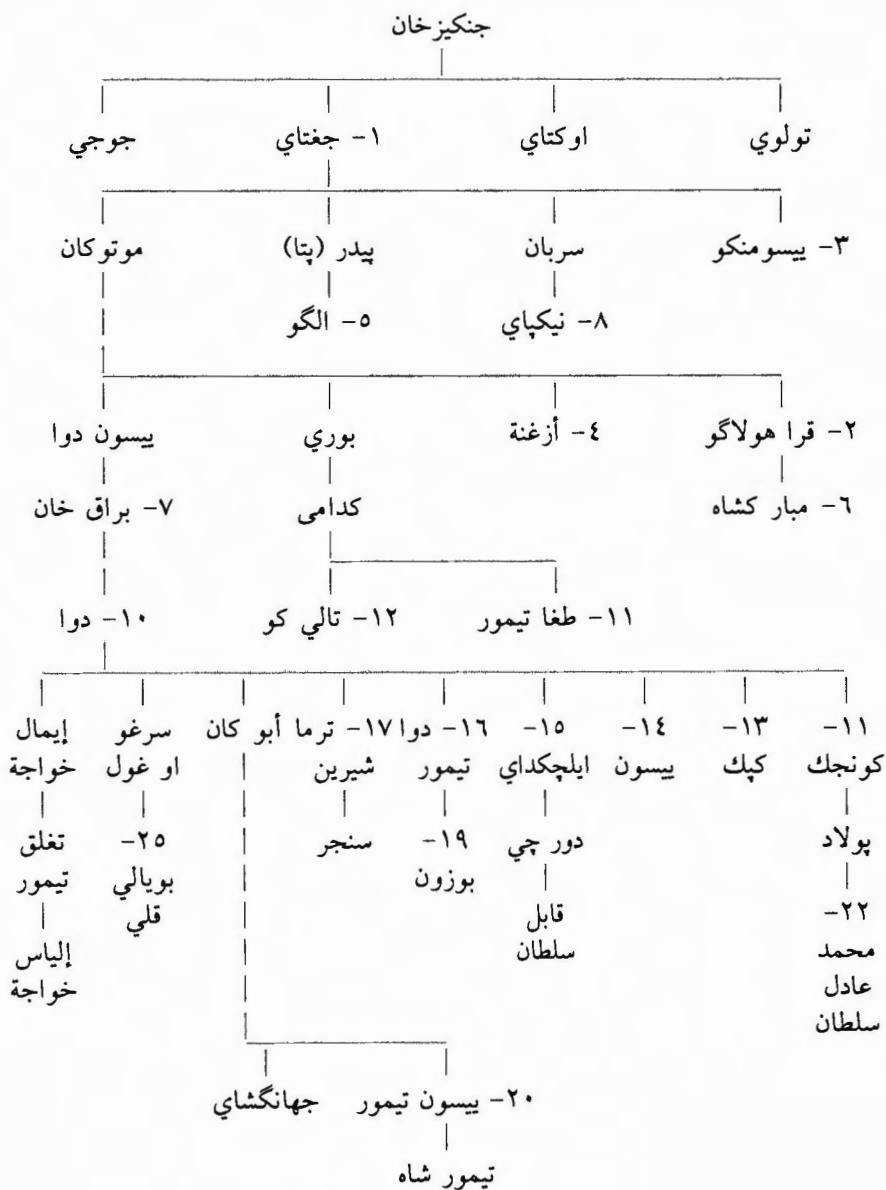 جنكيزخان
تولوي اوكتاي ١- جغتاي جوجي
٣- ييسومنكو سربان پيدر (پتا) موتوكان
٨- نيكپاي ٥- الگو
٢- قرا هولاگو ٤- أزغنة بوري ييسون دوا
٦- مبار كشاه كدامى ٧- براق خان
١١- طغا تيمور ١٢- تالي كو ١٠- دوا
١١- كونجك
١٣- كپك
١٤- ييسون
١٥- ايلچكداي
١٦- دوا تيمور
١٧- ترما شيرين
أبو كان
سرغو او غول
إيمال خواجة
پولاد
دور چي
١٩- بوزون
سنجر
٢٥- بويالي قلي
تغلق تيمور
٢٢- محمد عادل سلطان
قابل سلطان
إلياس خواجة
٢٠- ييسون تيمور جهانگشاي
تيمور شاه